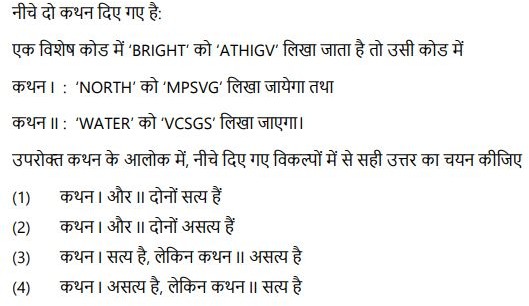 नीचे दो कथन दिए गए है:
एक विशेष कोड में ‘BRIGHT’ को ‘ATHIGV’ लिखा जाता है तो उसी कोड में
कथन I : ‘NORTH’ को ‘MPSVG’ लिखा जायेगा तथा
कथन II : ‘WATER’ को ‘VCSGS’ लिखा जाएगा।
उपरोक्त कथन के आलोक में, नीचे दिए गए विकल्पों में से सही उत्तर का चयन कीजिए
(1) कथन I और II दोनों सत्य हैं
(2) कथन I और II दोनों असत्य हैं
(3) कथन I सत्य है, लेकिन कथन II असत्य है
(4) कथन I असत्य है, लेकिन कथन II सत्य है